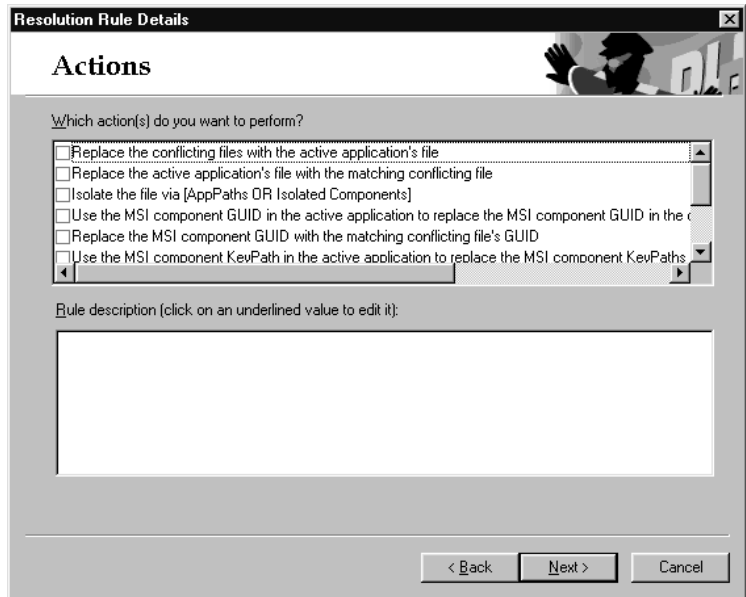 Resolution Rule Details
Actions
Which action(s) do you want to perform?
Replace the conflicting files with the active application's file
Replace the active application's file with the matching conflicting file
Isolate the file via [AppPaths OR Isolated Components]
Use the MSI component GUID in the active application to replace the MSI component GUID in the
Replace the MSI component GUID with the matching conflicting file's GUID
Use the MSI component KeyPath in the active application to replace the MSI component KeyPaths
Rule description (click on an underlined value to edit it):
< Back
Next >
Cancel